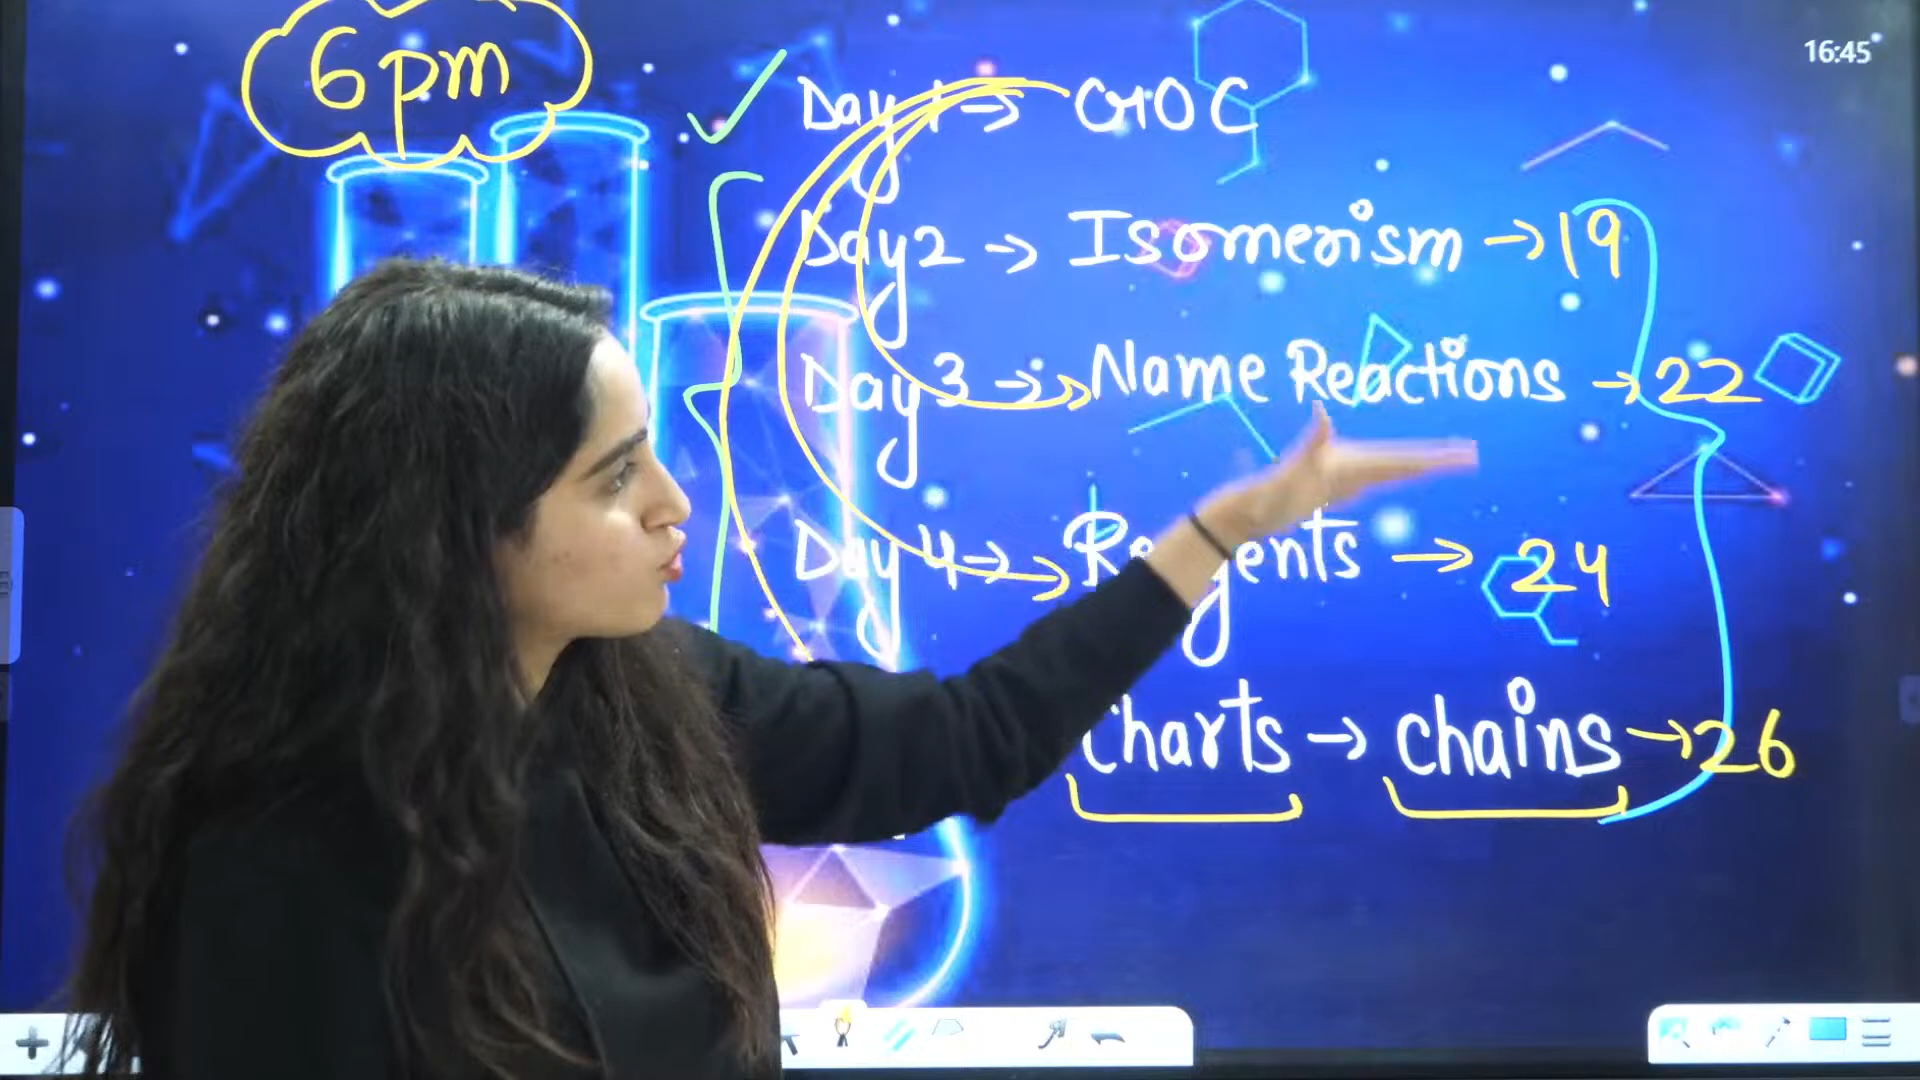 6pm
16:45
Day 1 → GOC
Day 2 → Isomerism → 19
Day 3 → Name Reactions → 22
Day 4 → Reagents → 24
Charts → chains → 26